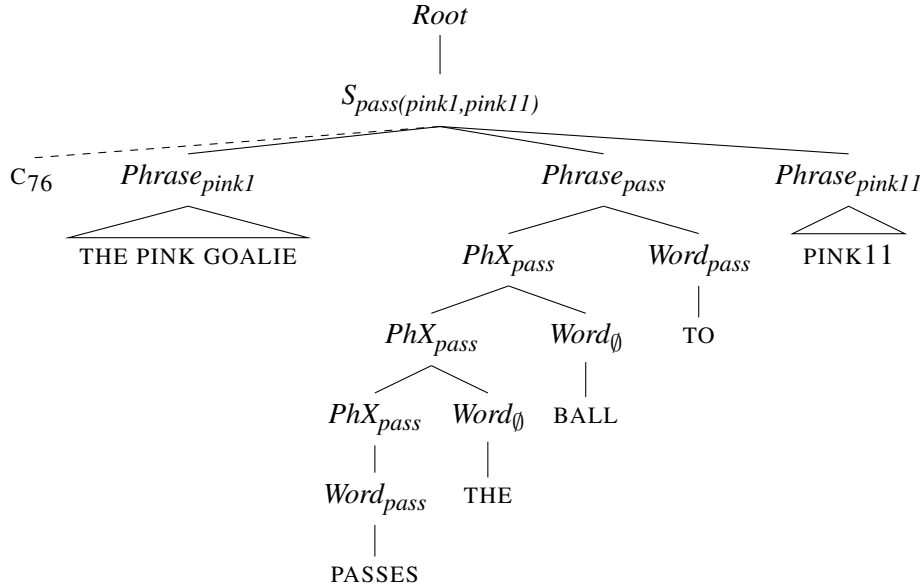 Root
S_pass(pink1,pink11)
C76 Phrase_pink1 Phrase_pass Phrase_pink11
THE PINK GOALIE PhX_pass Word_pass PINK11
PhX_pass Word_∅ TO
PhX_pass Word_∅ BALL
Word_pass THE
PASSES